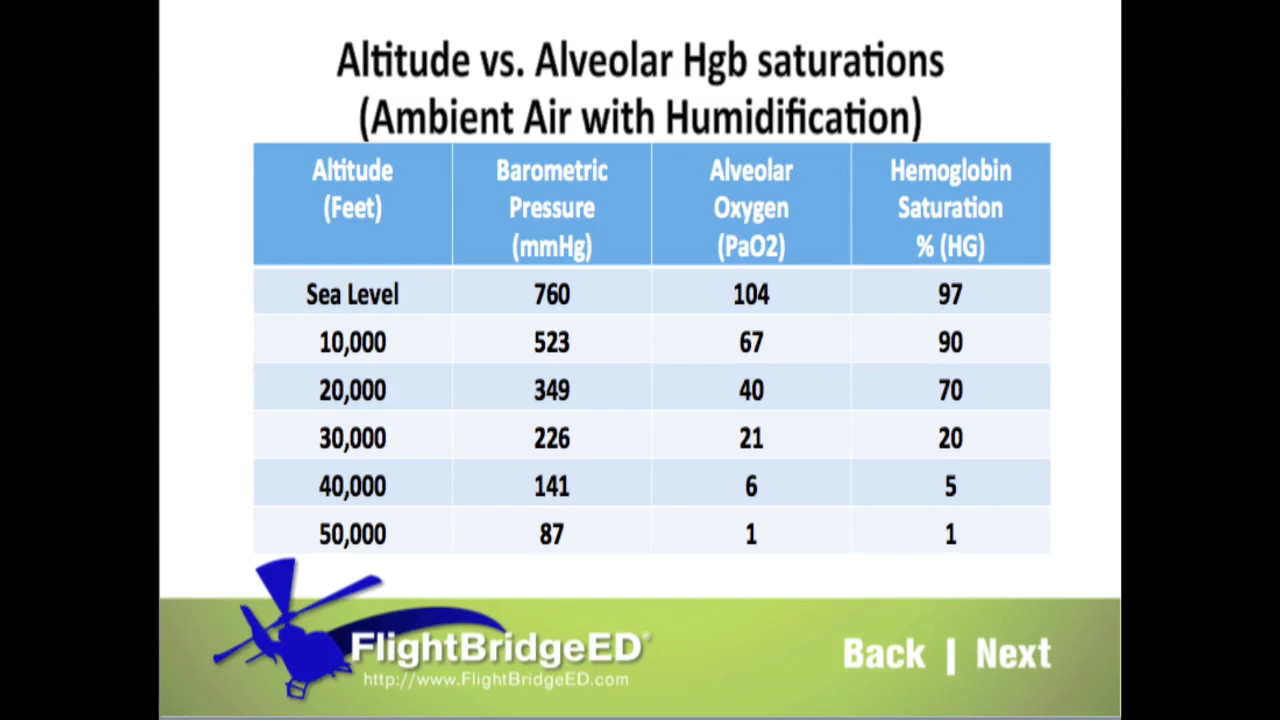 Altitude vs. Alveolar Hgb saturations
(Ambient Air with Humidification)
Altitude (Feet) Barometric Pressure (mmHg) Alveolar Oxygen (PaO2) Hemoglobin Saturation % (HG)
Sea Level 760 104 97
10,000 523 67 90
20,000 349 40 70
30,000 226 21 20
40,000 141 6 5
50,000 87 1 1
FlightBridgeED®
http://www.FlightBridgeED.com
Back | Next